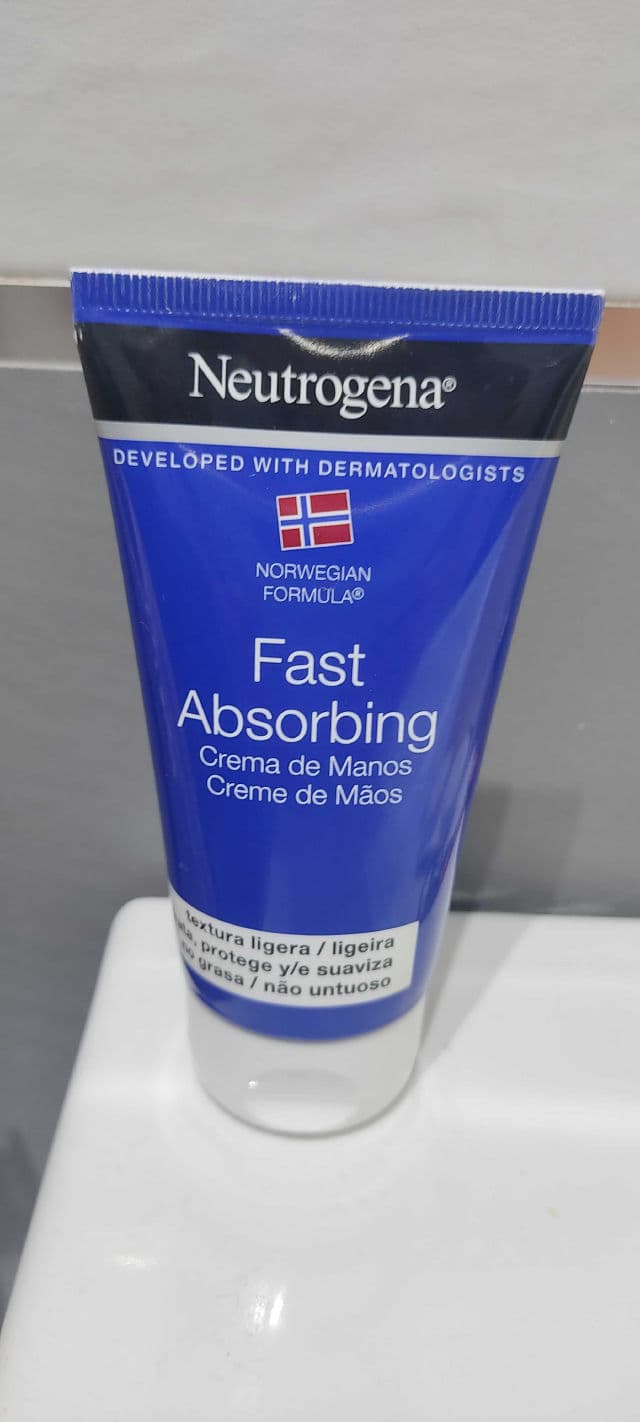 Neutrogena®
DEVELOPED WITH DERMATOLOGISTS
NORWEGIAN
FORMULA®
Fast
Absorbing
Crema de Manos
Creme de Mãos
textura ligera / ligeira
protege y/e suaviza
grasa / não untuoso